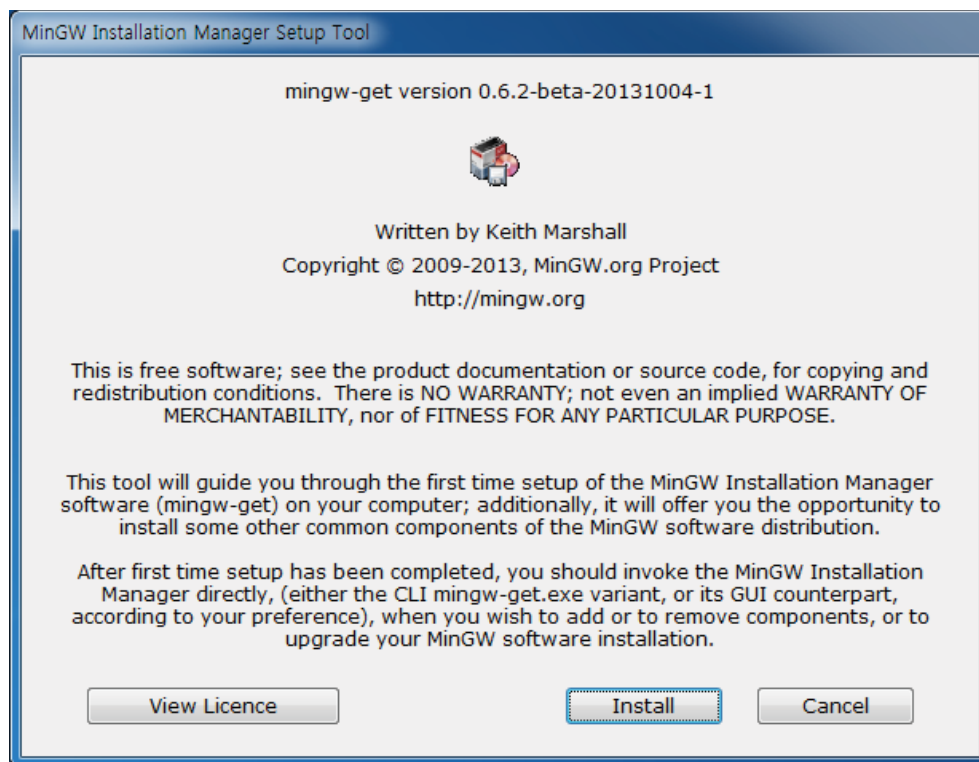 MinGW Installation Manager Setup Tool
mingw-get version 0.6.2-beta-20131004-1
Written by Keith Marshall
Copyright © 2009-2013, MinGW.org Project
http://mingw.org
This is free software; see the product documentation or source code, for copying and
redistribution conditions.  There is NO WARRANTY; not even an implied WARRANTY OF
MERCHANTABILITY, nor of FITNESS FOR ANY PARTICULAR PURPOSE.
This tool will guide you through the first time setup of the MinGW Installation Manager
software (mingw-get) on your computer; additionally, it will offer you the opportunity to
install some other common components of the MinGW software distribution.
After first time setup has been completed, you should invoke the MinGW Installation
Manager directly, (either the CLI mingw-get.exe variant, or its GUI counterpart,
according to your preference), when you wish to add or to remove components, or to
upgrade your MinGW software installation.
View Licence
Install
Cancel